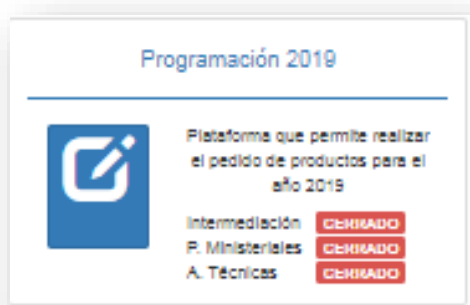 Programación 2019
Plataforma que permite realizar
el pedido de productos para el
año 2019
Intermediación CERRADO
P. Ministeriales CERRADO
A. Técnicas CERRADO